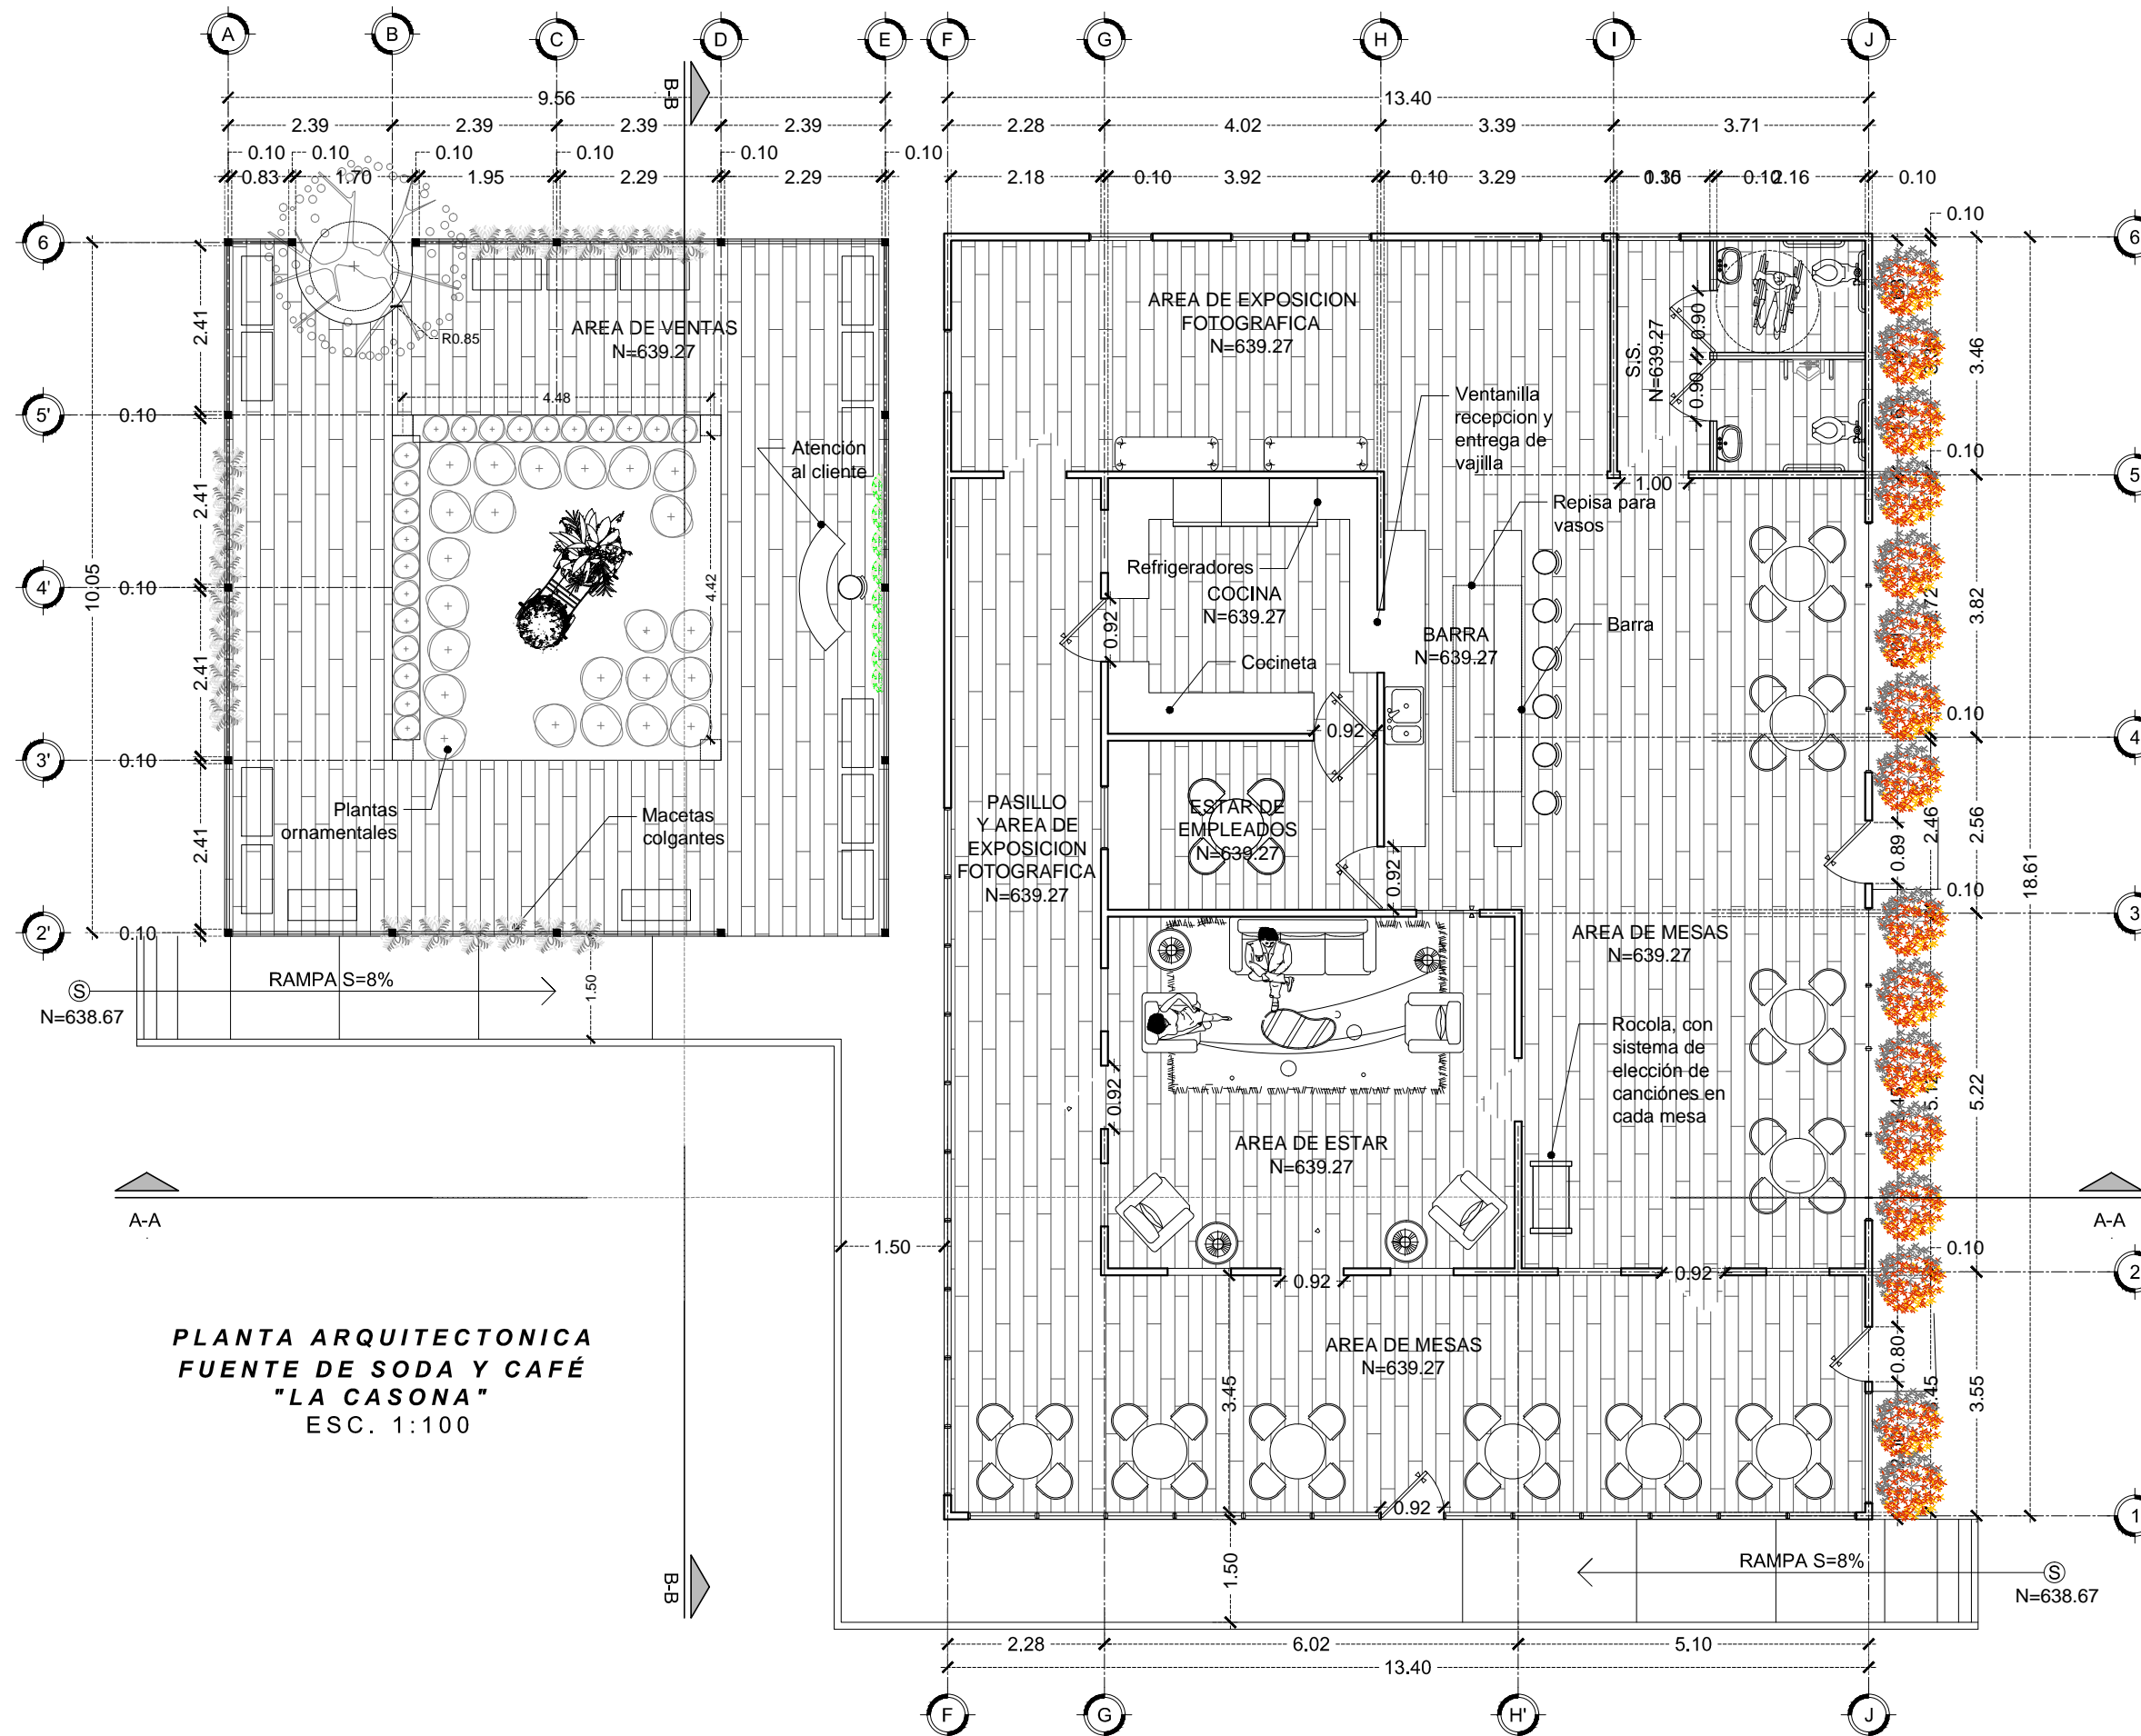 A
B
C
D
E
F
G
H
I
J
B-B
9.56
13.40
2.39
2.39
2.39
2.39
2.28
4.02
3.39
3.71
0.10
0.10
0.10
0.10
0.10
0.10
0.83
1.70
1.95
2.29
2.29
2.18
0.10
3.92
0.10
3.29
0.10
2.16
0.10
0.10
6
6
5'
4'
3'
2'
5
4
3
2
1
10.05
2.41
2.41
2.41
2.41
0.10
0.10
0.10
0.10
AREA DE VENTAS
N=639.27
R0.85
4.48
4.42
Atención
al cliente
Plantas
ornamentales
Macetas
colgantes
RAMPA S=8%
S
N=638.67
1.50
AREA DE EXPOSICION
FOTOGRAFICA
N=639.27
S.S.
N=639.27
0.90
0.90
3.46
0.10
1.00
Ventanilla
recepcion y
entrega de
vajilla
Repisa para
vasos
Refrigeradores
COCINA
N=639.27
0.92
Cocineta
0.92
BARRA
N=639.27
Barra
3.82
0.10
PASILLO
Y AREA DE
EXPOSICION
FOTOGRAFICA
N=639.27
ESTAR DE
EMPLEADOS
N=639.27
0.92
0.89
2.46
2.56
0.10
18.61
AREA DE MESAS
N=639.27
Rocola, con
sistema de
elección de
canciónes en
cada mesa
5.22
0.92
AREA DE ESTAR
N=639.27
A-A
A-A
1.50
0.10
0.92
0.92
AREA DE MESAS
N=639.27
3.45
0.80
3.55
0.92
PLANTA ARQUITECTONICA
FUENTE DE SODA Y CAFÉ
"LA CASONA"
ESC. 1:100
B-B
1.50
RAMPA S=8%
S
N=638.67
2.28
6.02
5.10
13.40
F
G
H'
J